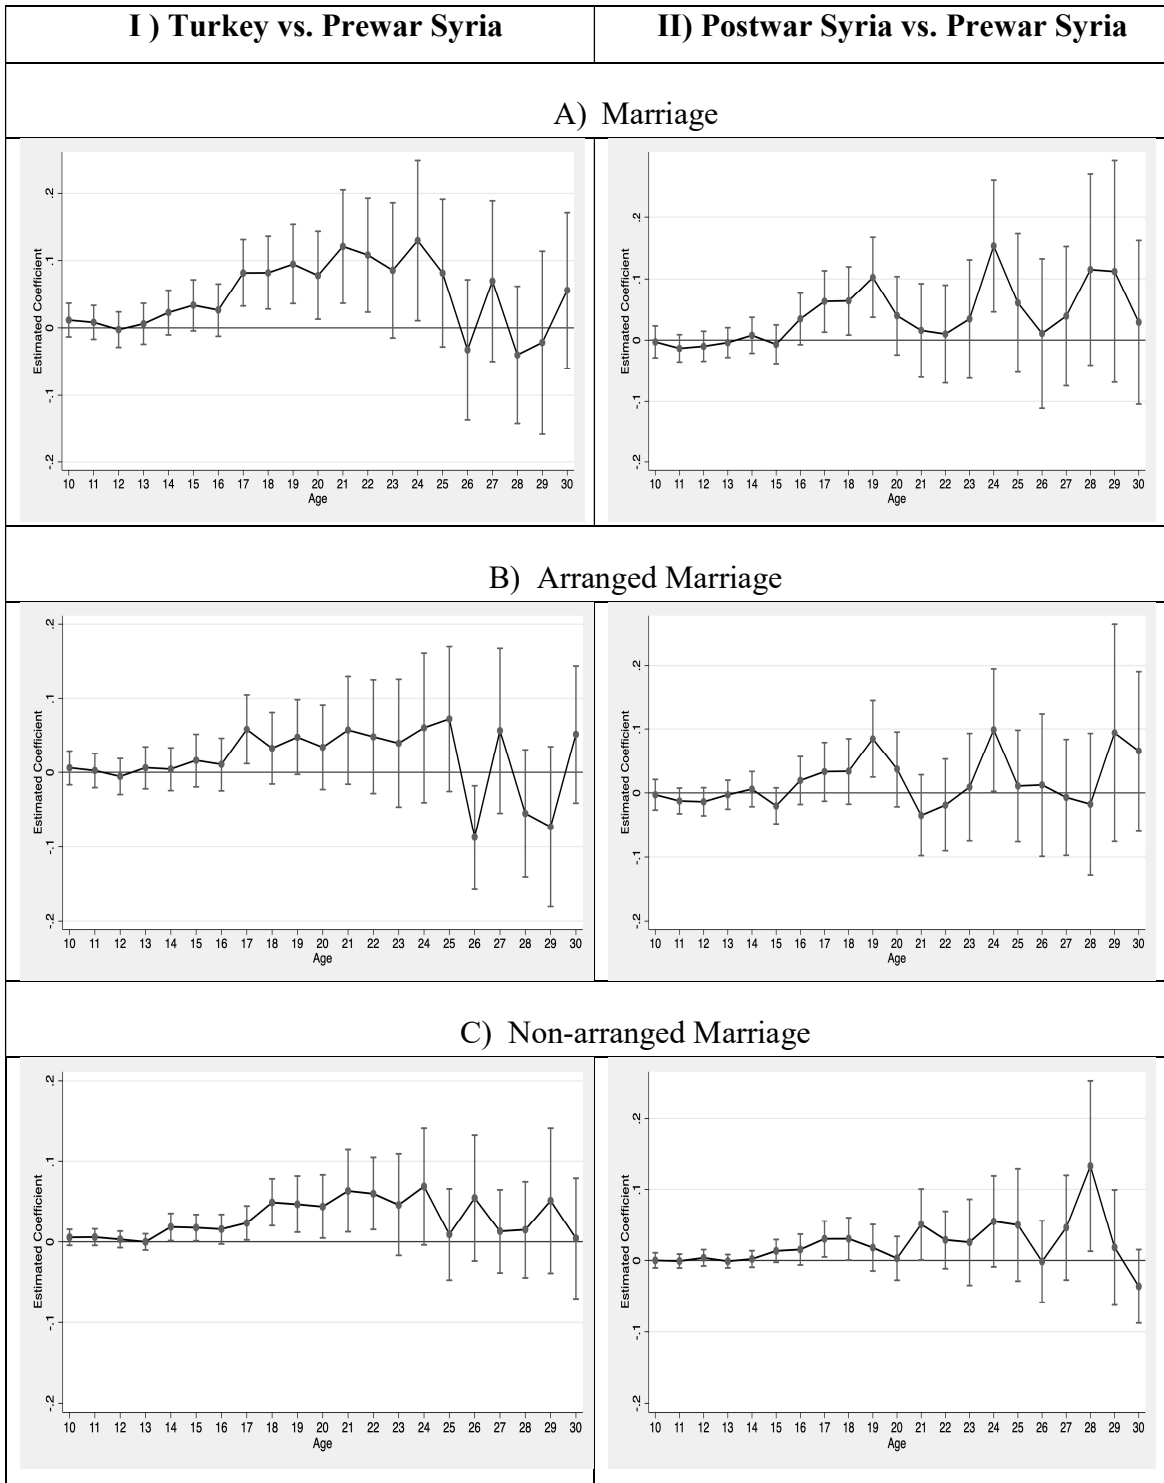 I ) Turkey vs. Prewar Syria
II) Postwar Syria vs. Prewar Syria
A) Marriage
Estimated Coefficient
.2
.1
0
-.1
-.2
10 11 12 13 14 15 16 17 18 19 20 21 22 23 24 25 26 27 28 29 30
Age
Estimated Coefficient
.2
.1
0
-.1
-.2
10 11 12 13 14 15 16 17 18 19 20 21 22 23 24 25 26 27 28 29 30
Age
B) Arranged Marriage
Estimated Coefficient
.2
.1
0
-.1
-.2
10 11 12 13 14 15 16 17 18 19 20 21 22 23 24 25 26 27 28 29 30
Age
Estimated Coefficient
.2
.1
0
-.1
-.2
10 11 12 13 14 15 16 17 18 19 20 21 22 23 24 25 26 27 28 29 30
Age
C) Non-arranged Marriage
Estimated Coefficient
.2
.1
0
-.1
-.2
10 11 12 13 14 15 16 17 18 19 20 21 22 23 24 25 26 27 28 29 30
Age
Estimated Coefficient
.2
.1
0
-.1
-.2
10 11 12 13 14 15 16 17 18 19 20 21 22 23 24 25 26 27 28 29 30
Age